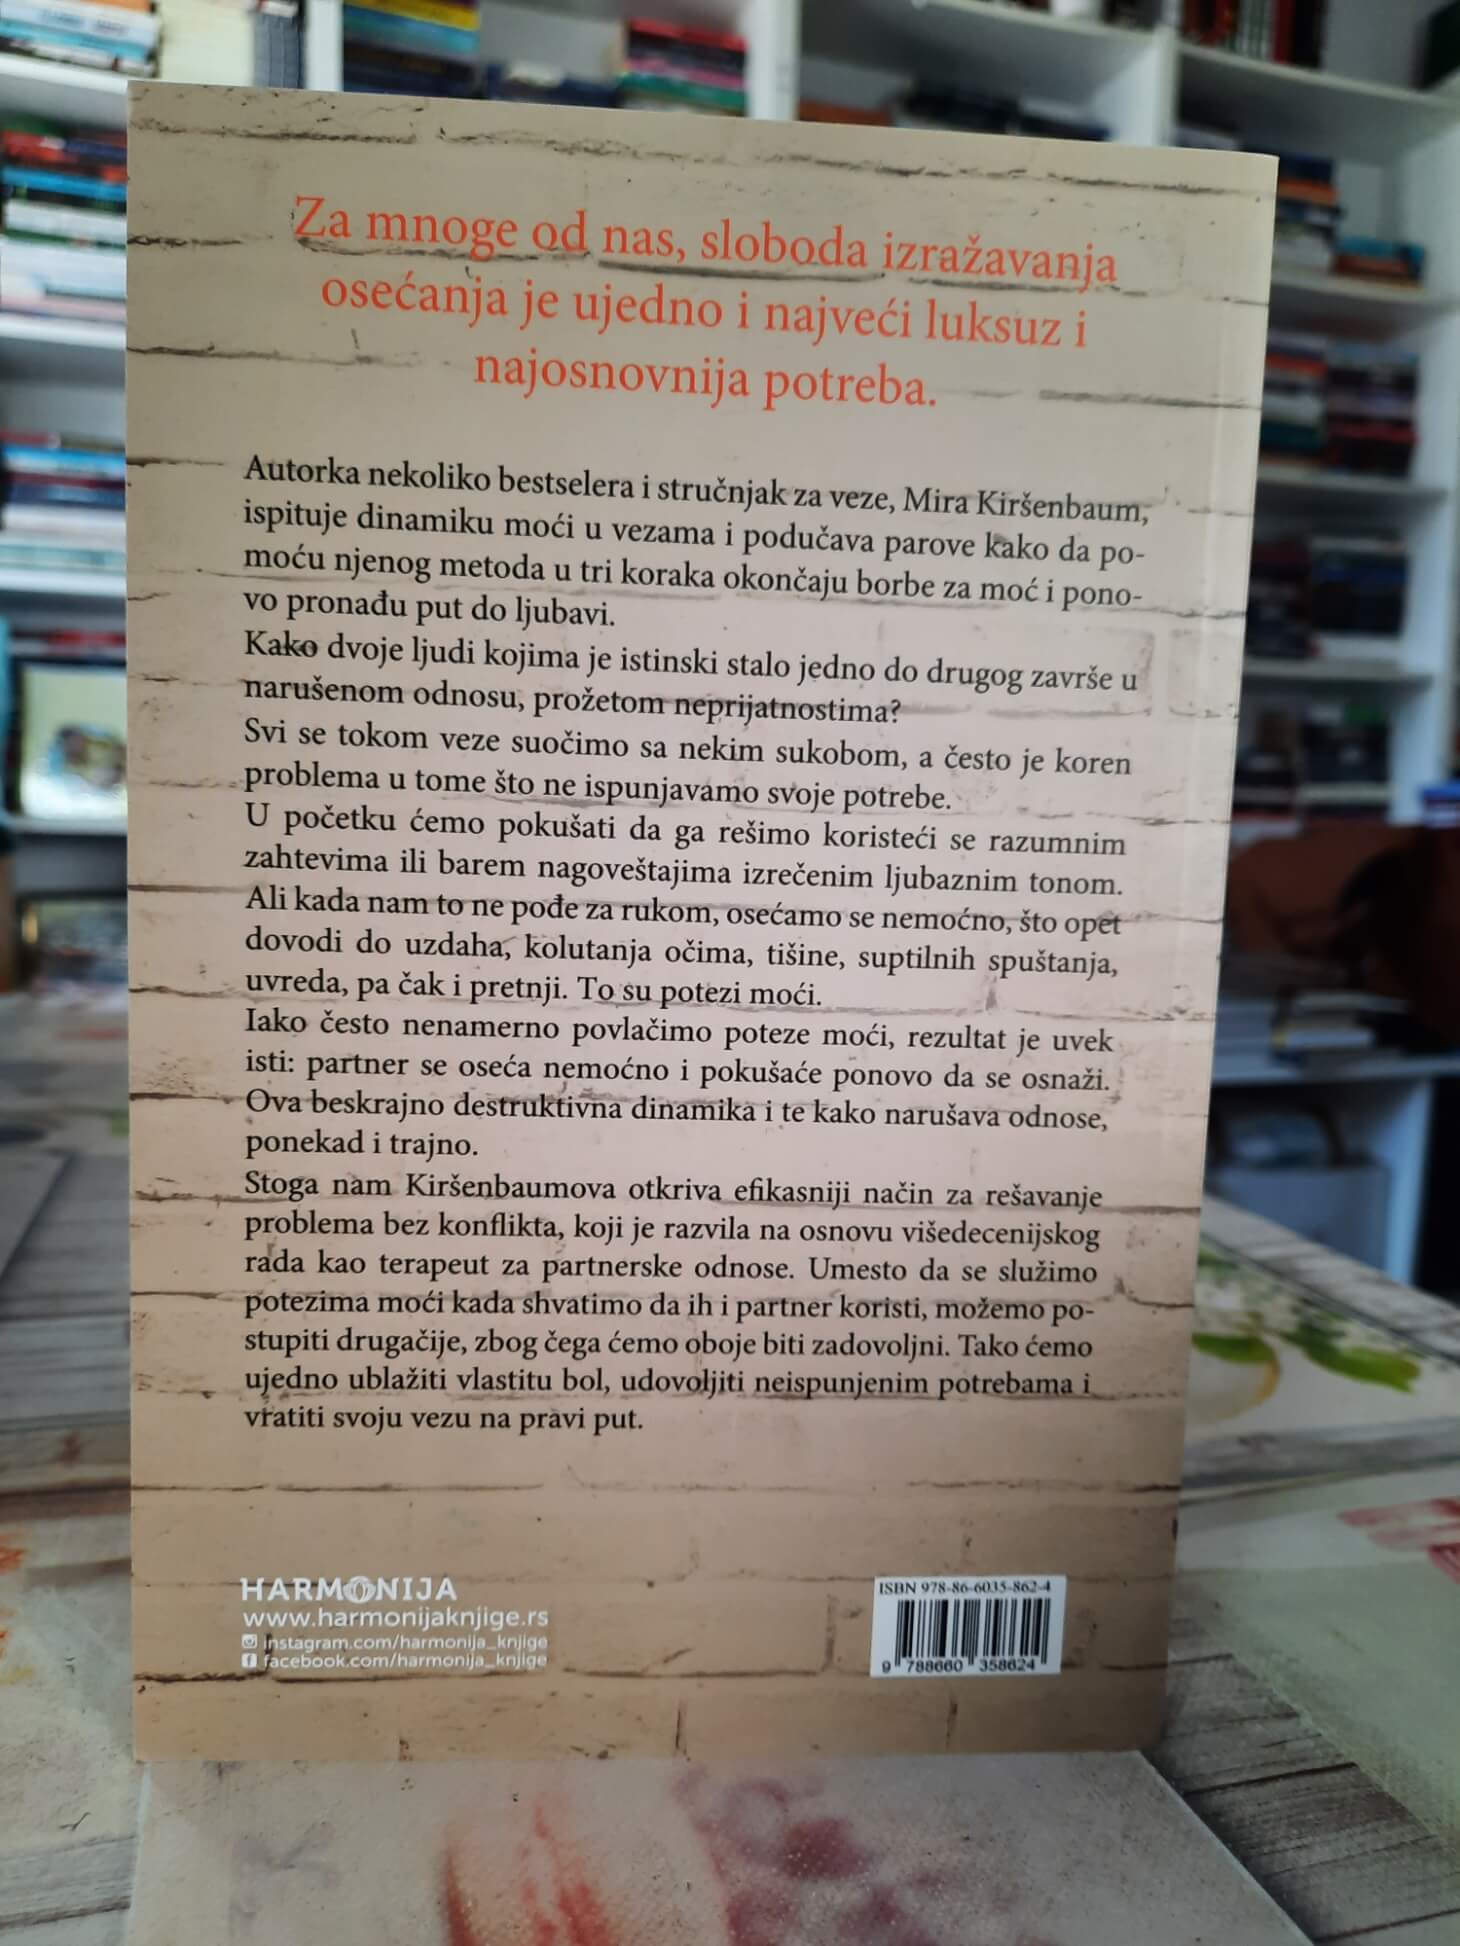 Za mnoge od nas, sloboda izražavanja
osećanja je ujedno i najveći luksuz i
najosnovnija potreba.
Autorka nekoliko bestselera i stručnjak za veze, Mira Kiršenbaum,
ispituje dinamiku moći u vezama i podučava parove kako da po-
moću njenog metoda u tri koraka okončaju borbe za moć i pono-
vo pronađu put do ljubavi.
Kako dvoje ljudi kojima je istinski stalo jedno do drugog završe u
narušenom odnosu, prožetom neprijatnostima?
Svi se tokom veze suočimo sa nekim sukobom, a često je koren
problema u tome što ne ispunjavamo svoje potrebe.
U početku ćemo pokušati da ga rešimo koristeći se razumnim
zahtevima ili barem nagoveštajima izrečenim ljubaznim tonom.
Ali kada nam to ne pođe za rukom, osećamo se nemoćno, što opet
dovodi do uzdaha, kolutanja očima, tišine, suptilnih spuštanja,
uvreda, pa čak i pretnji. To su potezi moći.
Iako često nenamerno povlačimo poteze moći, rezultat je uvek
isti: partner se oseća nemoćno i pokušaće ponovo da se osnaži.
Ova beskrajno destruktivna dinamika i te kako narušava odnose,
ponekad i trajno.
Stoga nam Kiršenbaumova otkriva efikasniji način za rešavanje
problema bez konflikta, koji je razvila na osnovu višedecenijskog
rada kao terapeut za partnerske odnose. Umesto da se služimo
potezima moći kada shvatimo da ih i partner koristi, možemo po-
stupiti drugačije, zbog čega ćemo oboje biti zadovoljni. Tako ćemo
ujedno ublažiti vlastitu bol, udovoljiti neispunjenim potrebama i
vratiti svoju vezu na pravi put.
HARMONIJA
www.harmonijaknjige.rs
instagram.com/harmonija_knjige
facebook.com/harmonija_knjige
ISBN 978-86-6035-862-4
9 788660 358624